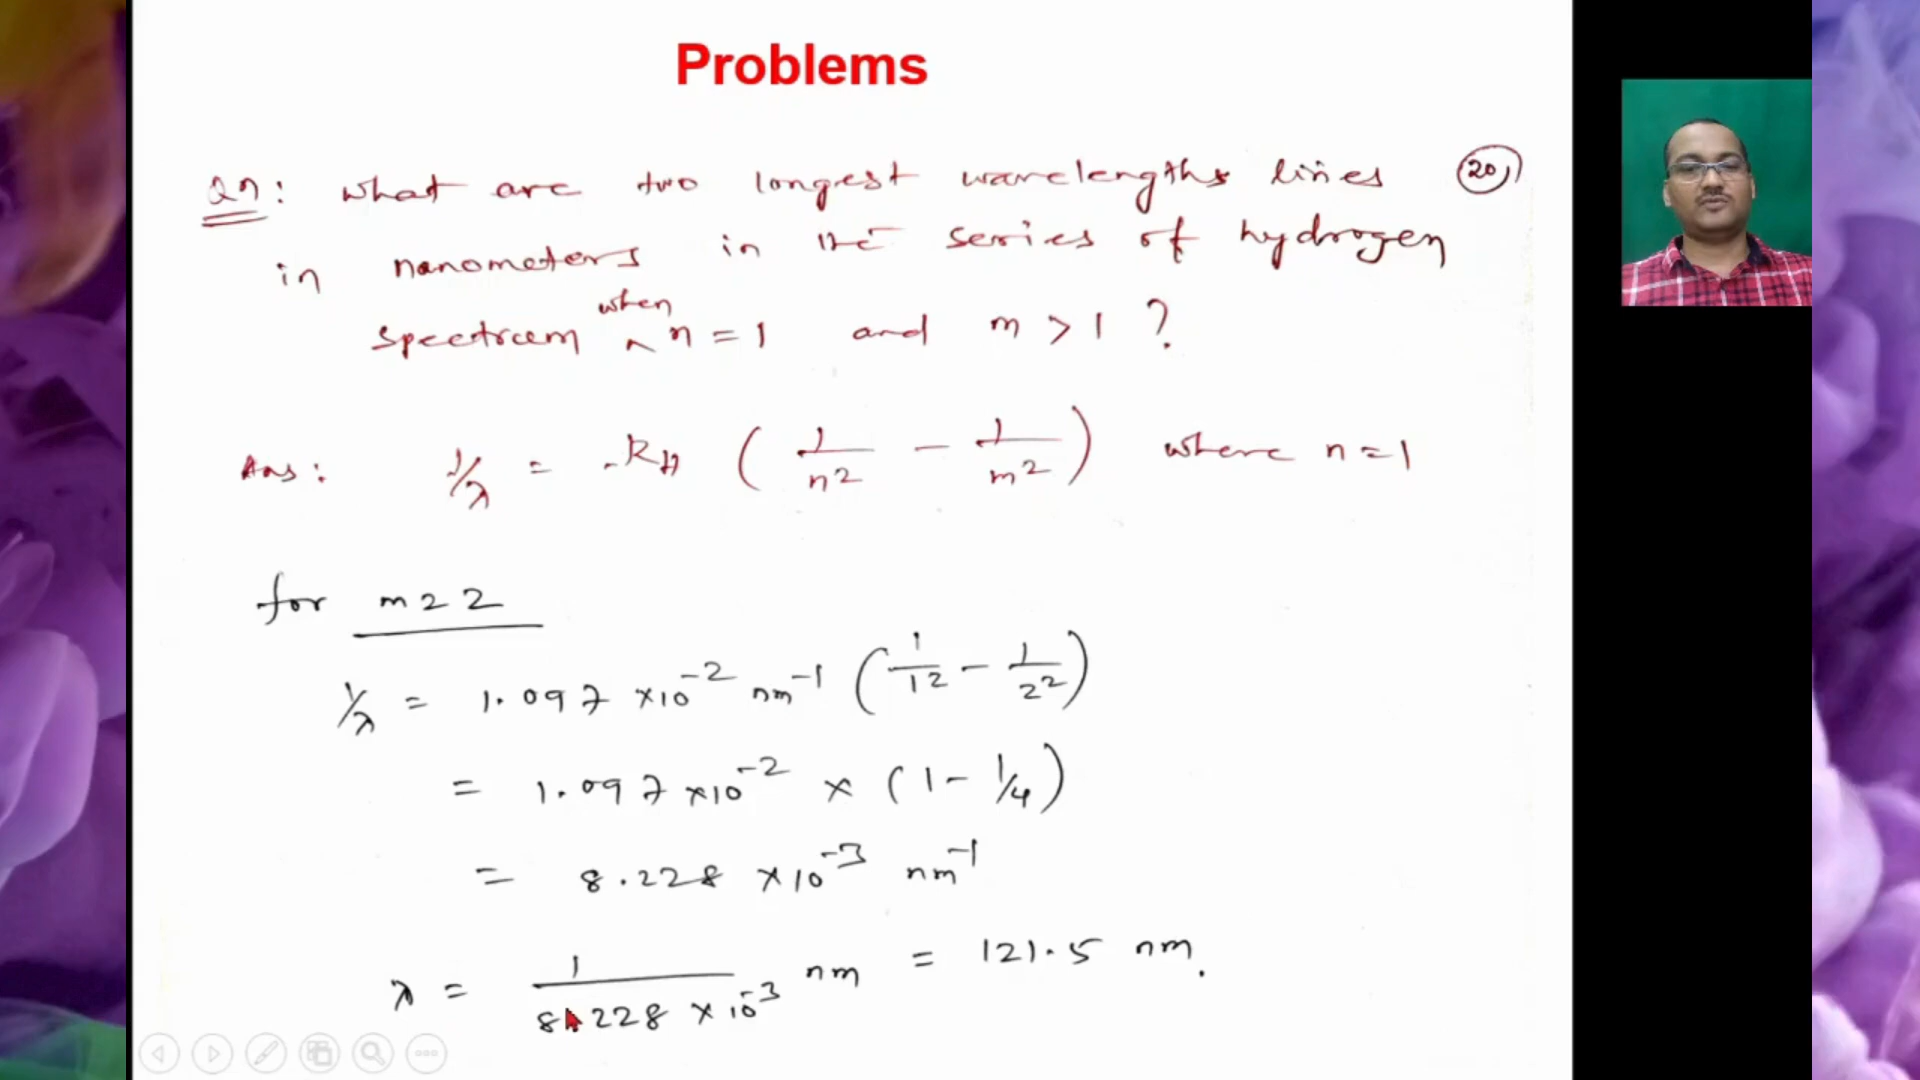 Problems
Q7: what are two longest wavelengths lines 20
in nanometers in the series of hydrogen
when
spectrum ^ n = 1 and m > 1 ?
Ans: 1/λ = RH ( 1/n² - 1/m² ) where n = 1
for m = 2
1/λ = 1.097 × 10⁻² nm⁻¹ ( 1/1² - 1/2² )
= 1.097 × 10⁻² × ( 1 - 1/4 )
= 8.228 × 10⁻³ nm⁻¹
λ = 1 / 8.228 × 10⁻³ nm = 121.5 nm.